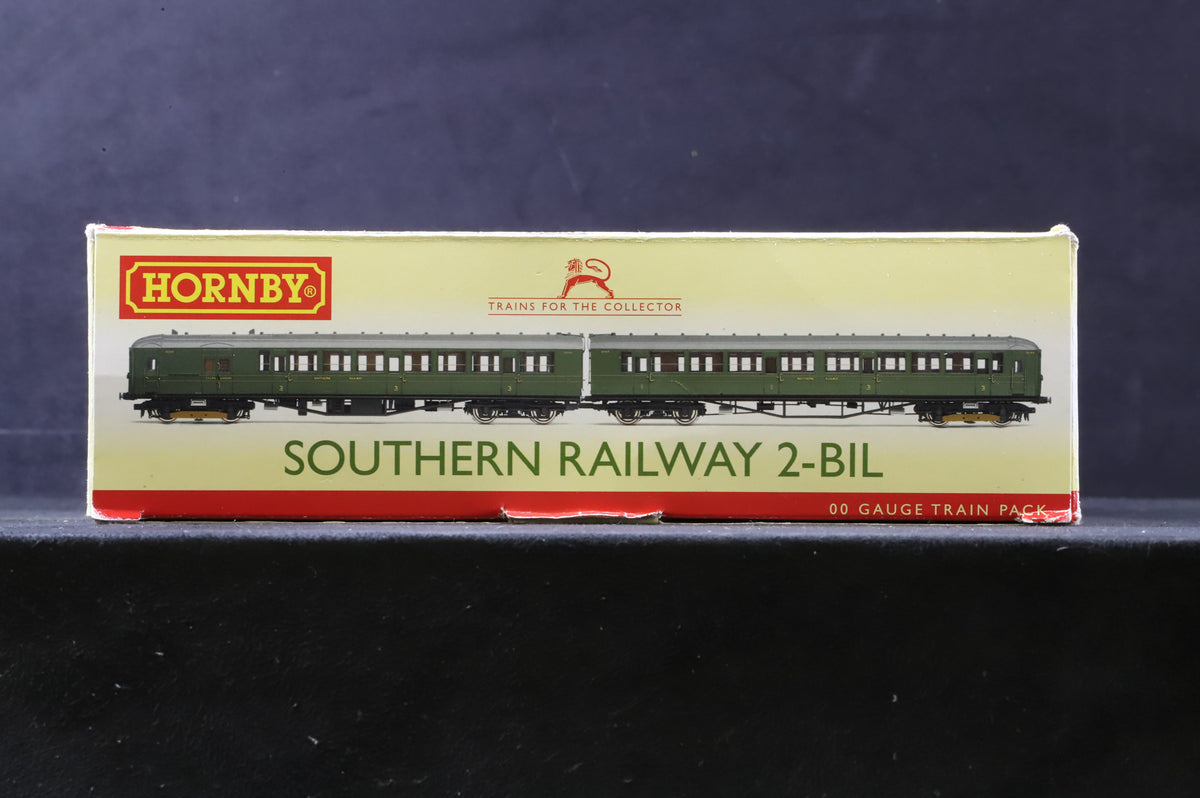 HORNBY®
TRAINS FOR THE COLLECTOR
SOUTHERN RAILWAY 2-BIL
00 GAUGE TRAIN PACK